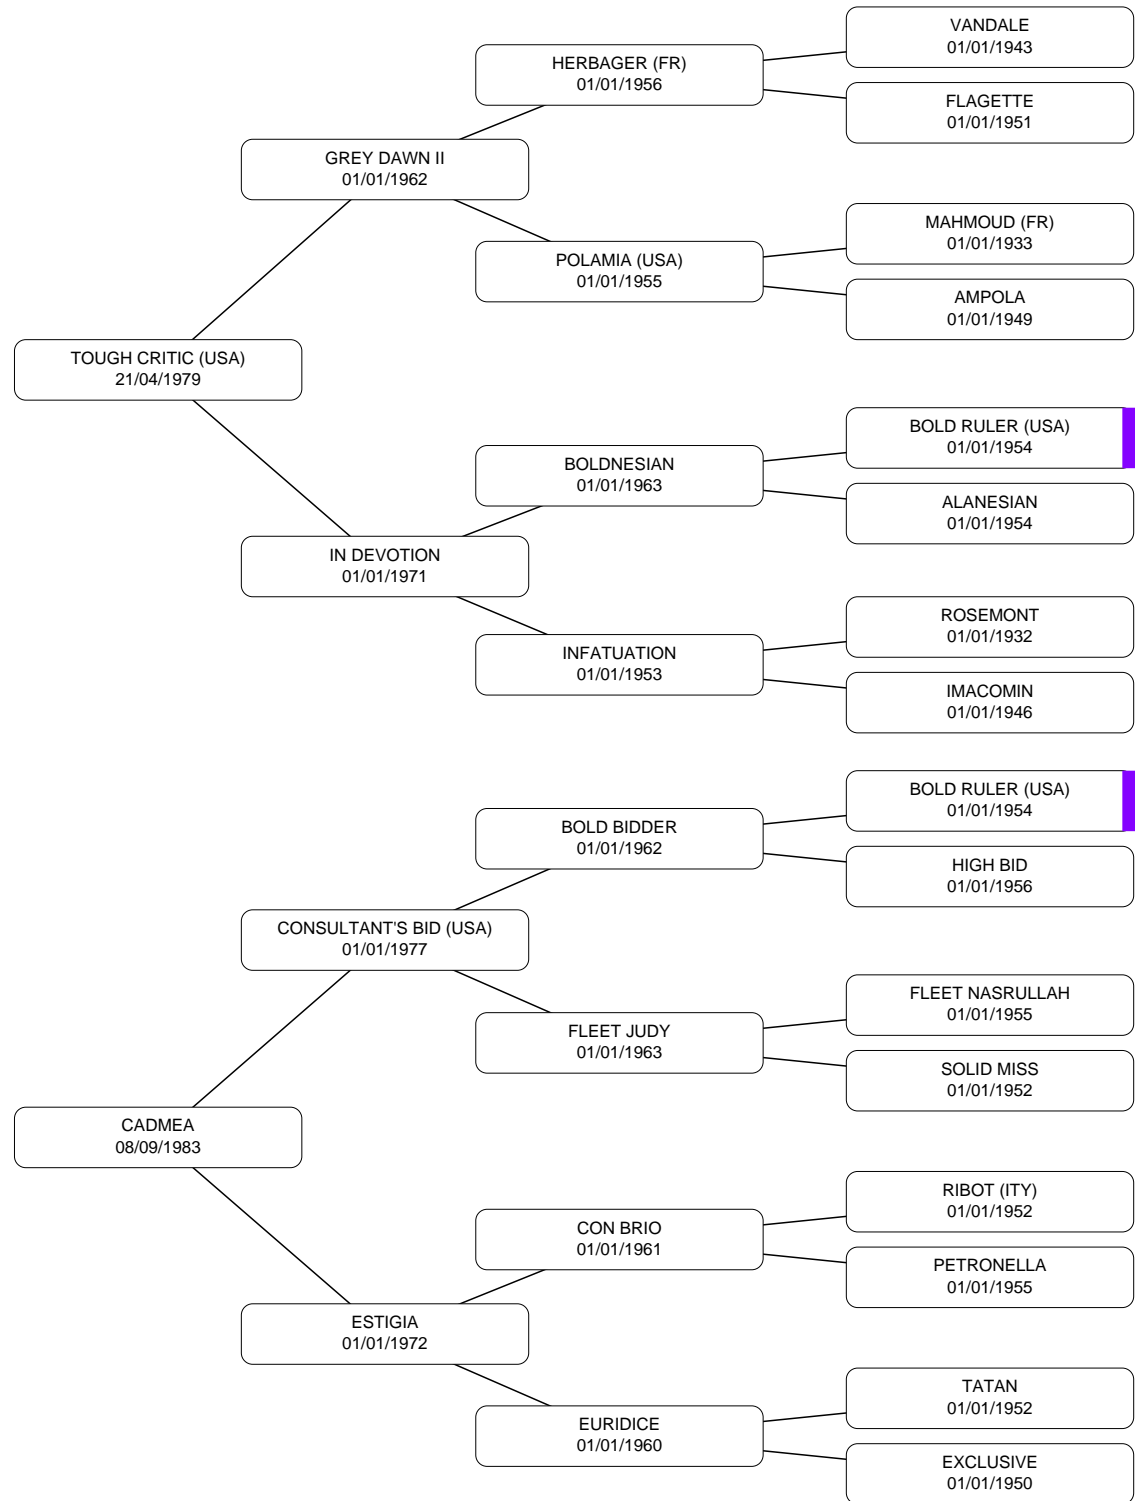 VANDALE
01/01/1943
HERBAGER (FR)
01/01/1956
FLAGETTE
01/01/1951
GREY DAWN II
01/01/1962
MAHMOUD (FR)
01/01/1933
POLAMIA (USA)
01/01/1955
AMPOLA
01/01/1949
TOUGH CRITIC (USA)
21/04/1979
BOLD RULER (USA)
01/01/1954
BOLDNESIAN
01/01/1963
ALANESIAN
01/01/1954
IN DEVOTION
01/01/1971
ROSEMONT
01/01/1932
INFATUATION
01/01/1953
IMACOMIN
01/01/1946
BOLD RULER (USA)
01/01/1954
BOLD BIDDER
01/01/1962
HIGH BID
01/01/1956
CONSULTANT'S BID (USA)
01/01/1977
FLEET NASRULLAH
01/01/1955
FLEET JUDY
01/01/1963
SOLID MISS
01/01/1952
CADMEA
08/09/1983
RIBOT (ITY)
01/01/1952
CON BRIO
01/01/1961
PETRONELLA
01/01/1955
ESTIGIA
01/01/1972
TATAN
01/01/1952
EURIDICE
01/01/1960
EXCLUSIVE
01/01/1950